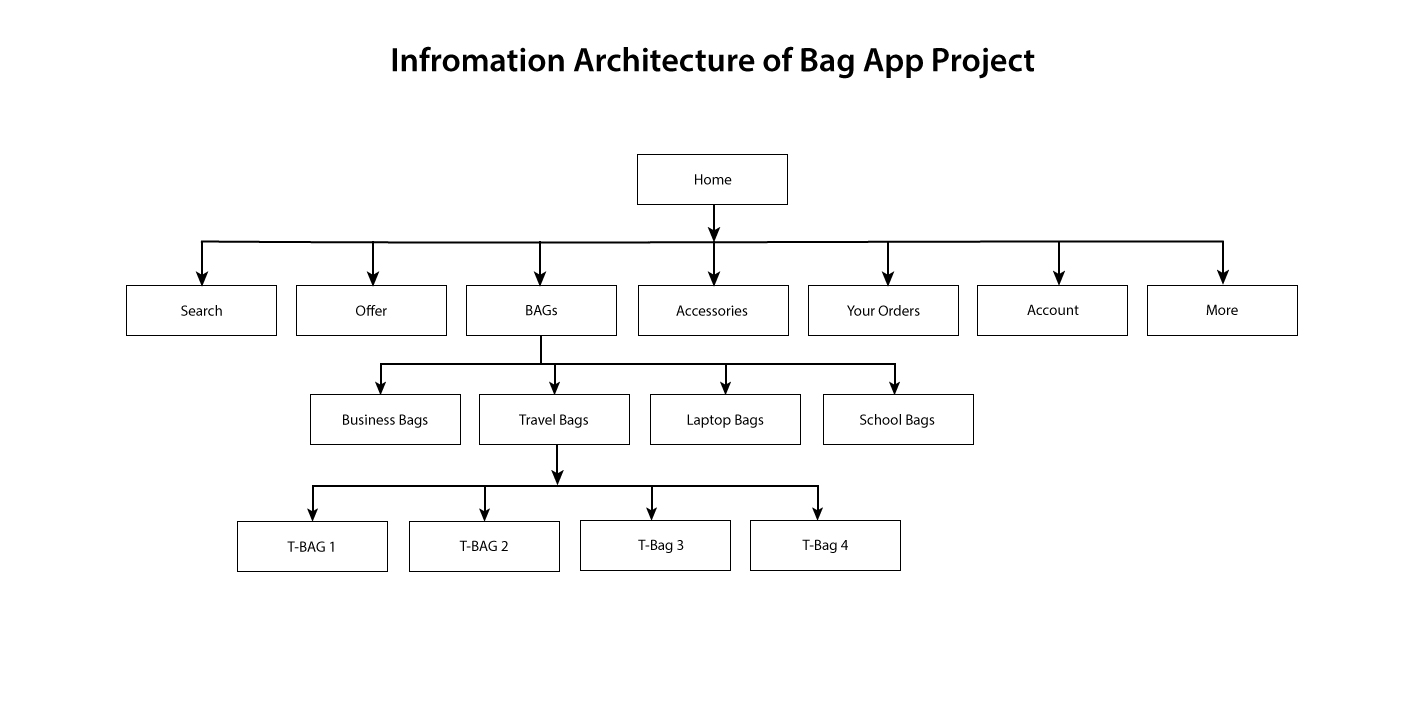 Infromation Architecture of Bag App Project
Home
Search
Offer
BAGs
Accessories
Your Orders
Account
More
Business Bags
Travel Bags
Laptop Bags
School Bags
T-BAG 1
T-BAG 2
T-Bag 3
T-Bag 4